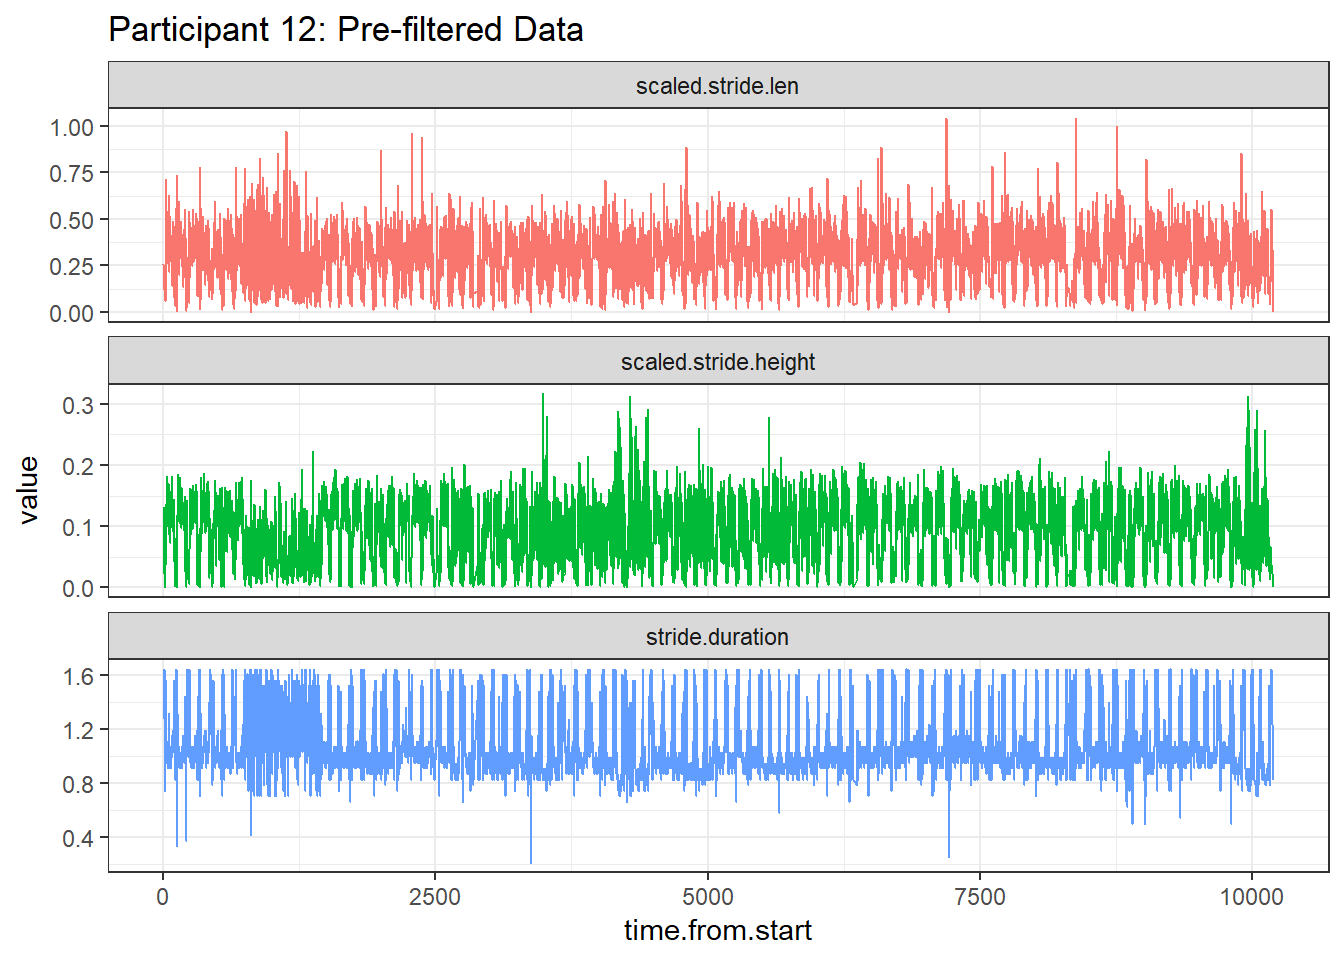 Participant 12: Pre-filtered Data
scaled.stride.len
1.00
0.75
0.50
0.25
0.00
scaled.stride.height
0.3
0.2
0.1
0.0
value
stride.duration
1.6
1.2
0.8
0.4
0 2500 5000 7500 10000
time.from.start